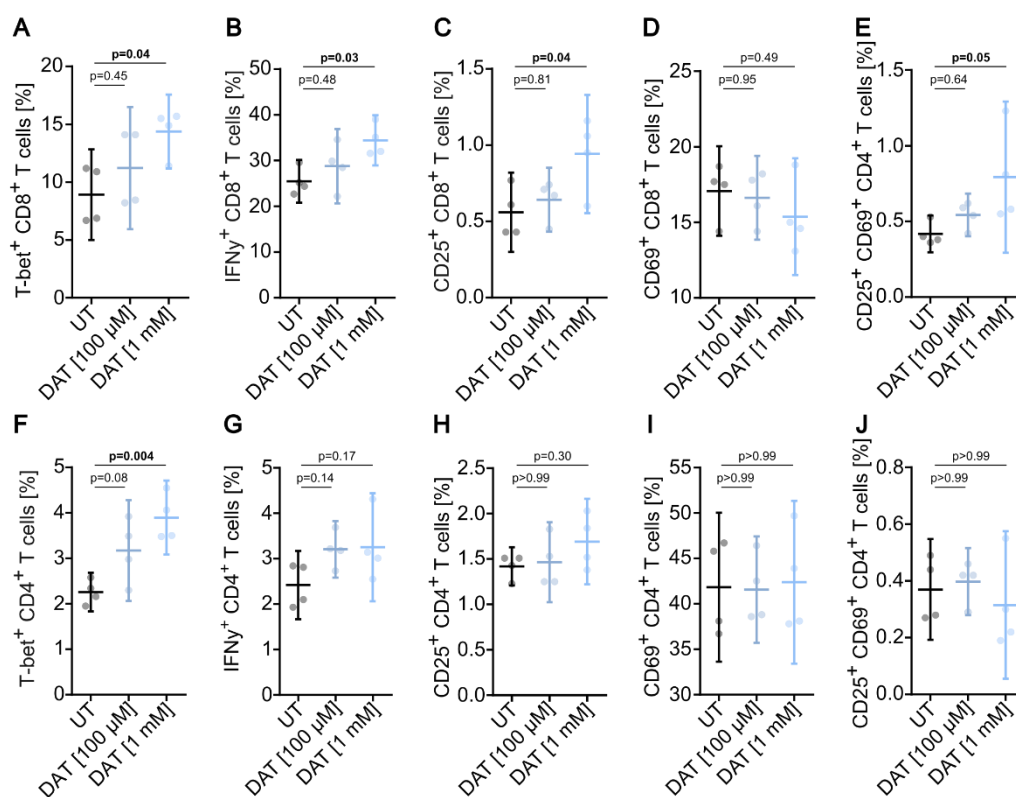 A
T-bet+ CD8+ T cells [%]
p=0.04
p=0.45
20
15
10
5
0
UT
DAT [100 µM]
DAT [1 mM]
B
IFNγ+ CD8+ T cells [%]
p=0.03
p=0.48
50
40
30
20
10
0
UT
DAT [100 µM]
DAT [1 mM]
C
CD25+ CD8+ T cells [%]
p=0.04
p=0.81
1.5
1.0
0.5
0.0
UT
DAT [100 µM]
DAT [1 mM]
D
CD69+ CD8+ T cells [%]
p=0.49
p=0.95
25
20
15
10
UT
DAT [100 µM]
DAT [1 mM]
E
CD25+ CD69+ CD4+ T cells [%]
p=0.05
p=0.64
1.5
1.0
0.5
0.0
UT
DAT [100 µM]
DAT [1 mM]
F
T-bet+ CD4+ T cells [%]
p=0.004
p=0.08
5
4
3
2
1
0
UT
DAT [100 µM]
DAT [1 mM]
G
IFNγ+ CD4+ T cells [%]
p=0.17
p=0.14
5
4
3
2
1
0
UT
DAT [100 µM]
DAT [1 mM]
H
CD25+ CD4+ T cells [%]
p=0.30
p>0.99
2.5
2.0
1.5
1.0
0.5
0.0
UT
DAT [100 µM]
DAT [1 mM]
I
CD69+ CD4+ T cells [%]
p>0.99
p>0.99
55
50
45
40
35
30
UT
DAT [100 µM]
DAT [1 mM]
J
CD25+ CD69+ CD4+ T cells [%]
p>0.99
p>0.99
0.8
0.6
0.4
0.2
0.0
UT
DAT [100 µM]
DAT [1 mM]